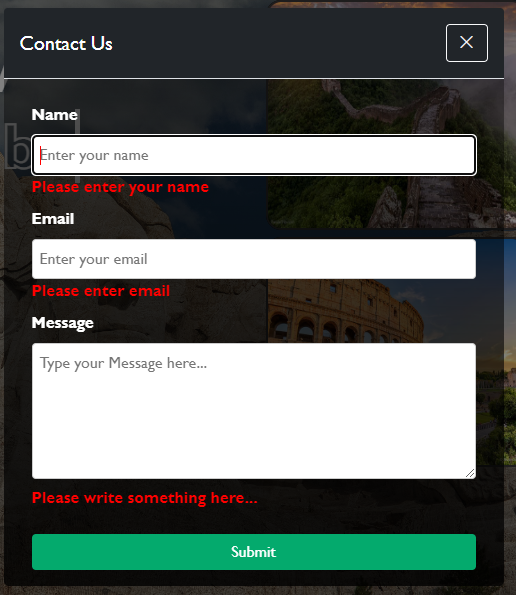 Contact Us
Name
Enter your name
Please enter your name
Email
Enter your email
Please enter email
Message
Type your Message here...
Please write something here...
Submit